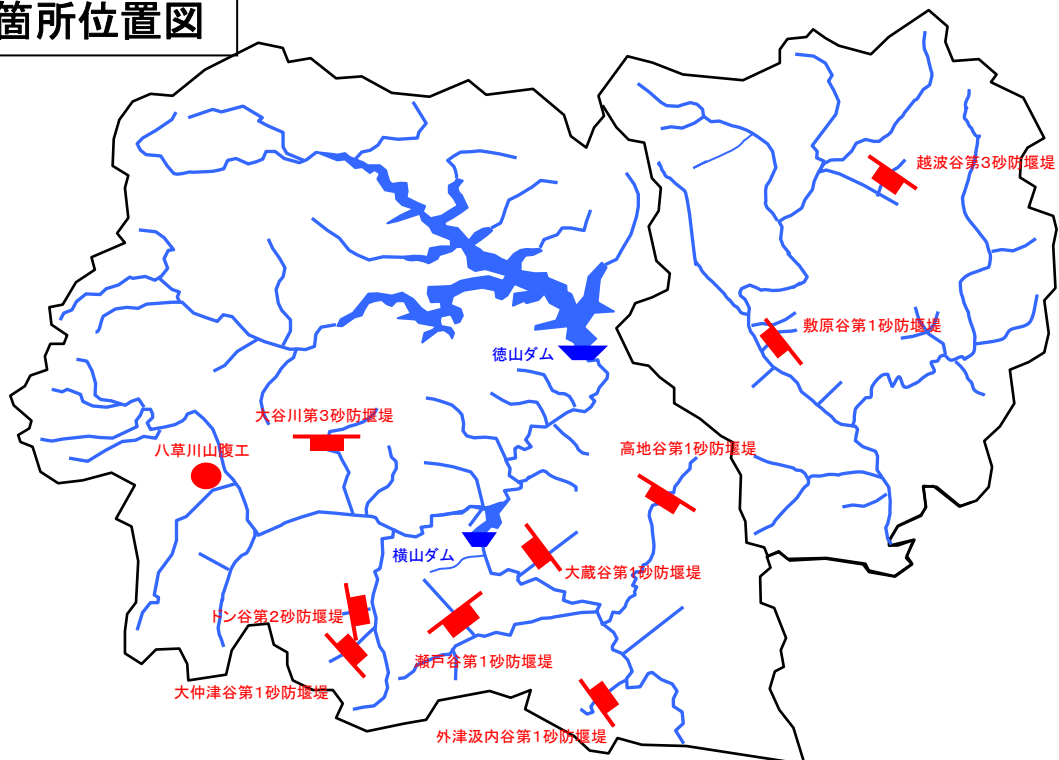 箇所位置図
越波谷第3砂防堰堤
敷原谷第1砂防堰堤
徳山ダム
大谷川第3砂防堰堤
八草川山腹工
高地谷第1砂防堰堤
横山ダム
大蔵谷第1砂防堰堤
トン谷第2砂防堰堤
瀬戸谷第1砂防堰堤
大仲津谷第1砂防堰堤
外津汲内谷第1砂防堰堤